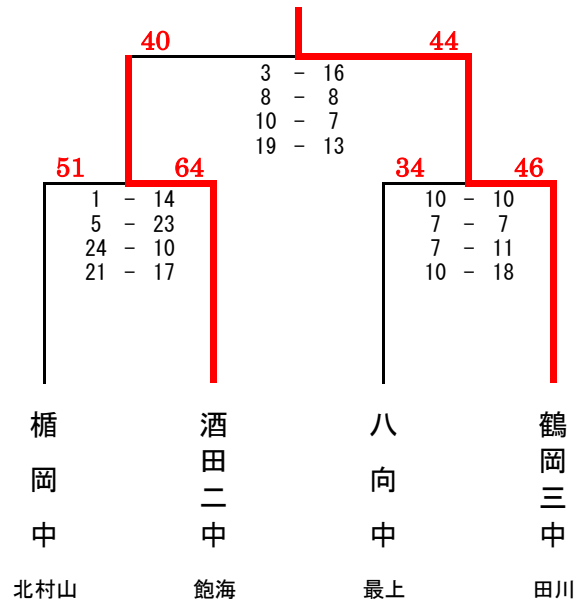 40 44
3 - 16
8 - 8
10 - 7
19 - 13
51 64 34 46
1 - 14 10 - 10
5 - 23 7 - 7
24 - 10 7 - 11
21 - 17 10 - 18
楯岡中
酒田二中
八向中
鶴岡三中
北村山 飽海 最上 田川